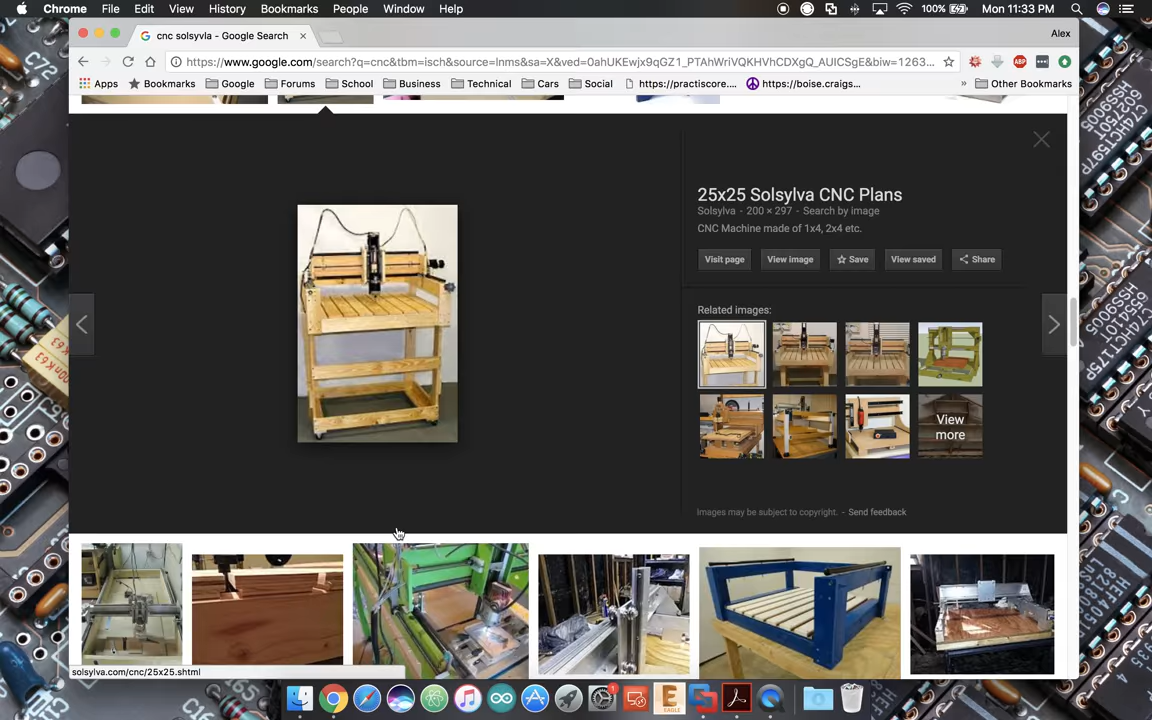 Chrome File Edit View History Bookmarks People Window Help
100% Mon 11:33 PM
cnc solsyvla - Google Search
Alex
https://www.google.com/search?q=cnc&tbm=isch&source=lnms&sa=X&ved=0ahUKEwjx9qGZ1_PTAhWriVQKHVhCDXgQ_AUICSgE&biw=1263...
ABP
Apps Bookmarks Google Forums School Business Technical Cars Social https://practiscore.... https://boise.craigs... » Other Bookmarks
25x25 Solsylva CNC Plans
Solsylva - 200 × 297 - Search by image
CNC Machine made of 1x4, 2x4 etc.
Visit page View image Save View saved Share
Related images:
View
more
Images may be subject to copyright. - Send feedback
solsylva.com/cnc/25x25.shtml
EAGLE
C72